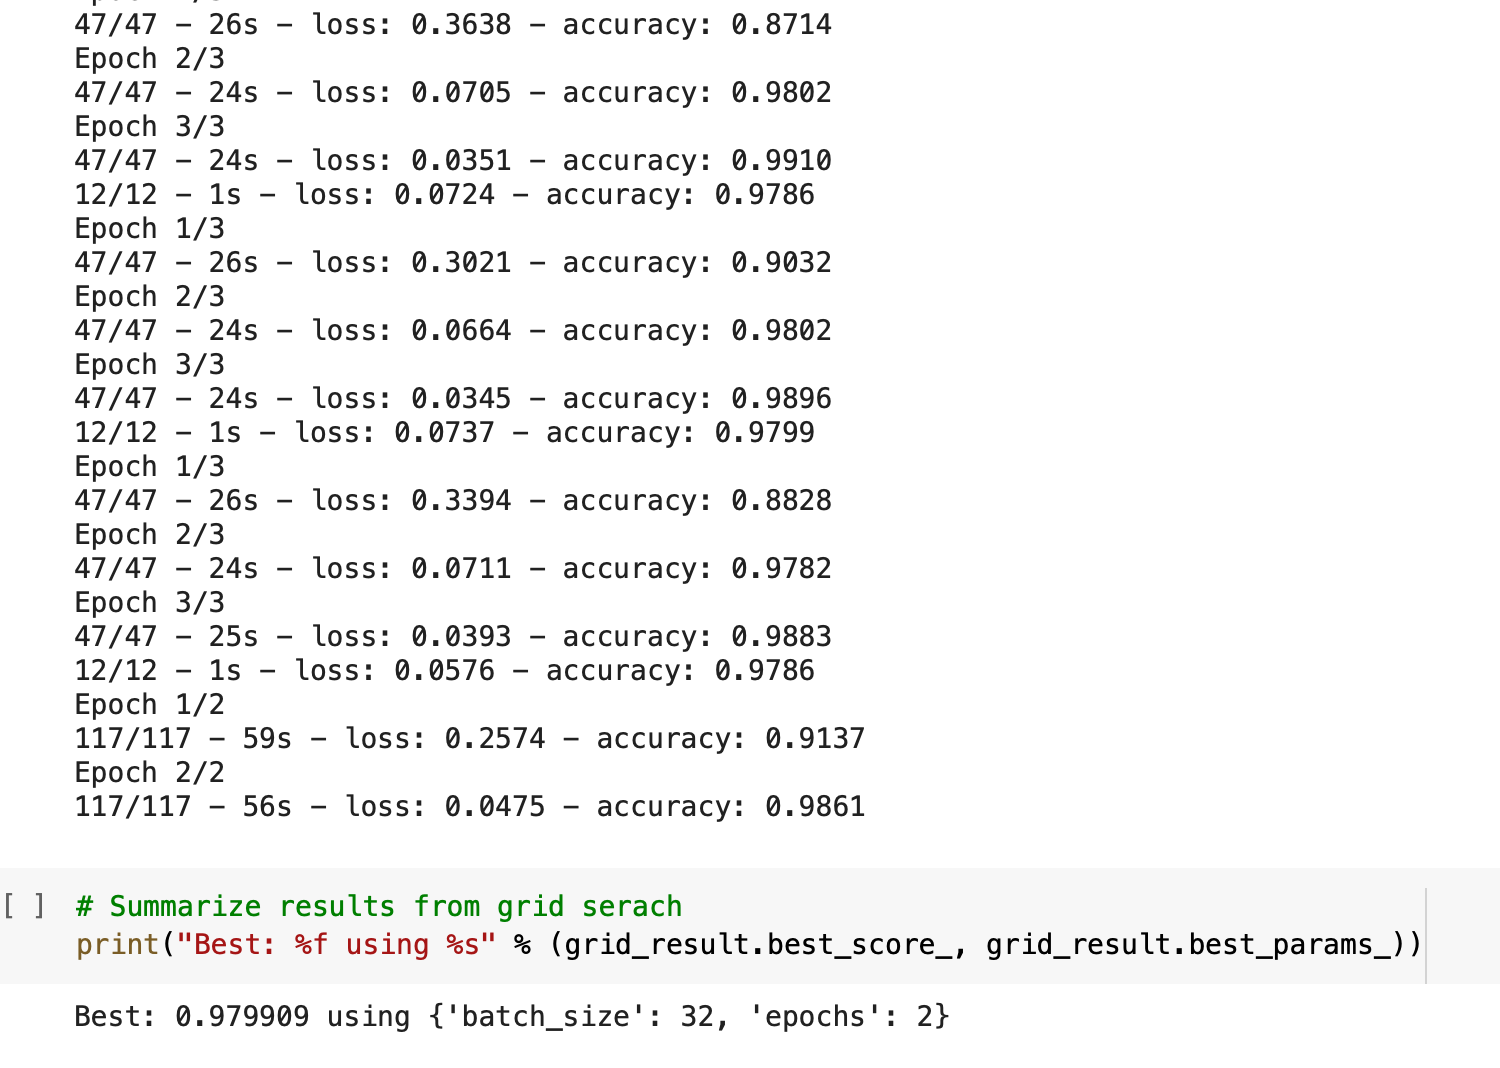 47/47 - 26s - loss: 0.3638 - accuracy: 0.8714
Epoch 2/3
47/47 - 24s - loss: 0.0705 - accuracy: 0.9802
Epoch 3/3
47/47 - 24s - loss: 0.0351 - accuracy: 0.9910
12/12 - 1s - loss: 0.0724 - accuracy: 0.9786
Epoch 1/3
47/47 - 26s - loss: 0.3021 - accuracy: 0.9032
Epoch 2/3
47/47 - 24s - loss: 0.0664 - accuracy: 0.9802
Epoch 3/3
47/47 - 24s - loss: 0.0345 - accuracy: 0.9896
12/12 - 1s - loss: 0.0737 - accuracy: 0.9799
Epoch 1/3
47/47 - 26s - loss: 0.3394 - accuracy: 0.8828
Epoch 2/3
47/47 - 24s - loss: 0.0711 - accuracy: 0.9782
Epoch 3/3
47/47 - 25s - loss: 0.0393 - accuracy: 0.9883
12/12 - 1s - loss: 0.0576 - accuracy: 0.9786
Epoch 1/2
117/117 - 59s - loss: 0.2574 - accuracy: 0.9137
Epoch 2/2
117/117 - 56s - loss: 0.0475 - accuracy: 0.9861
[ ] # Summarize results from grid serach
print("Best: %f using %s" % (grid_result.best_score_, grid_result.best_params_))
Best: 0.979909 using {'batch_size': 32, 'epochs': 2}